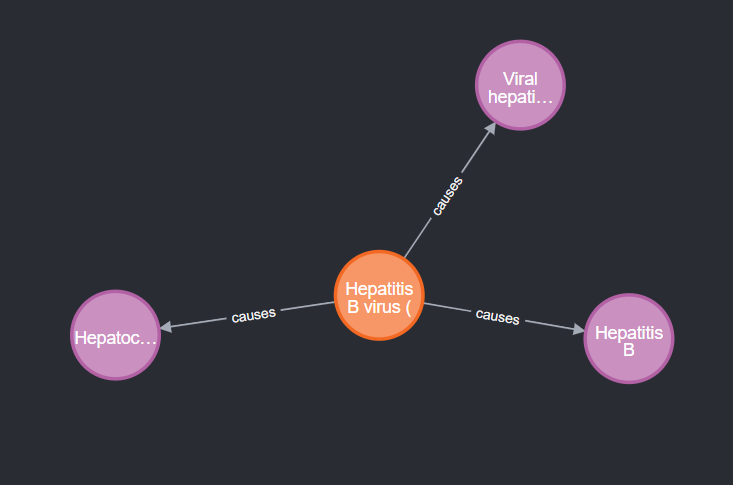 Viral
hepati…
causes
Hepatitis
B virus (
causes
causes
Hepatoc…
Hepatitis
B